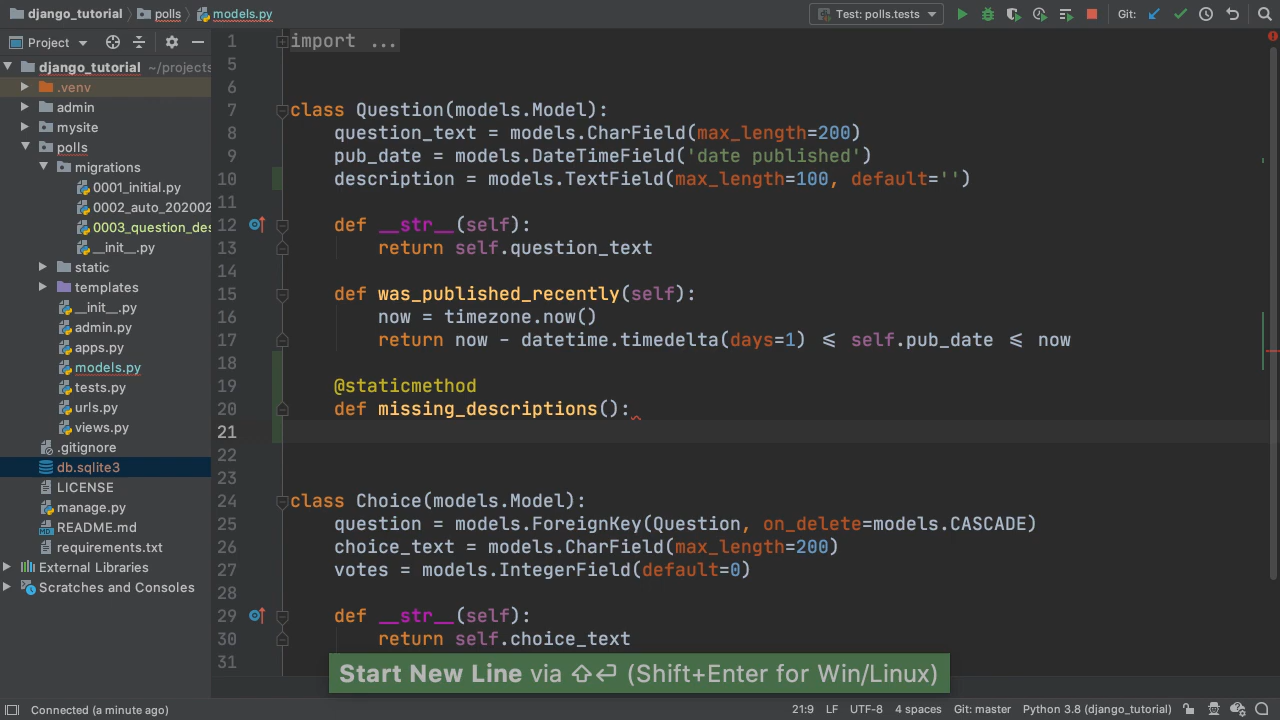 django_tutorial polls models.py
Test: polls.tests
Git:
Project
django_tutorial ~/projects
.venv
admin
mysite
polls
migrations
0001_initial.py
0002_auto_202002
0003_question_des
__init__.py
static
templates
__init__.py
admin.py
apps.py
models.py
tests.py
urls.py
views.py
.gitignore
db.sqlite3
LICENSE
manage.py
README.md
requirements.txt
External Libraries
Scratches and Consoles
1 import ...
5
6
7 class Question(models.Model):
8 question_text = models.CharField(max_length=200)
9 pub_date = models.DateTimeField('date published')
10 description = models.TextField(max_length=100, default='')
11
12 def __str__(self):
13 return self.question_text
14
15 def was_published_recently(self):
16 now = timezone.now()
17 return now - datetime.timedelta(days=1) <= self.pub_date <= now
18
19 @staticmethod
20 def missing_descriptions():
21
22
23
24 class Choice(models.Model):
25 question = models.ForeignKey(Question, on_delete=models.CASCADE)
26 choice_text = models.CharField(max_length=200)
27 votes = models.IntegerField(default=0)
28
29 def __str__(self):
30 return self.choice_text
31
Start New Line via ⇧⏎ (Shift+Enter for Win/Linux)
Connected (a minute ago)
21:9 LF UTF-8 4 spaces Git: master Python 3.8 (django_tutorial)